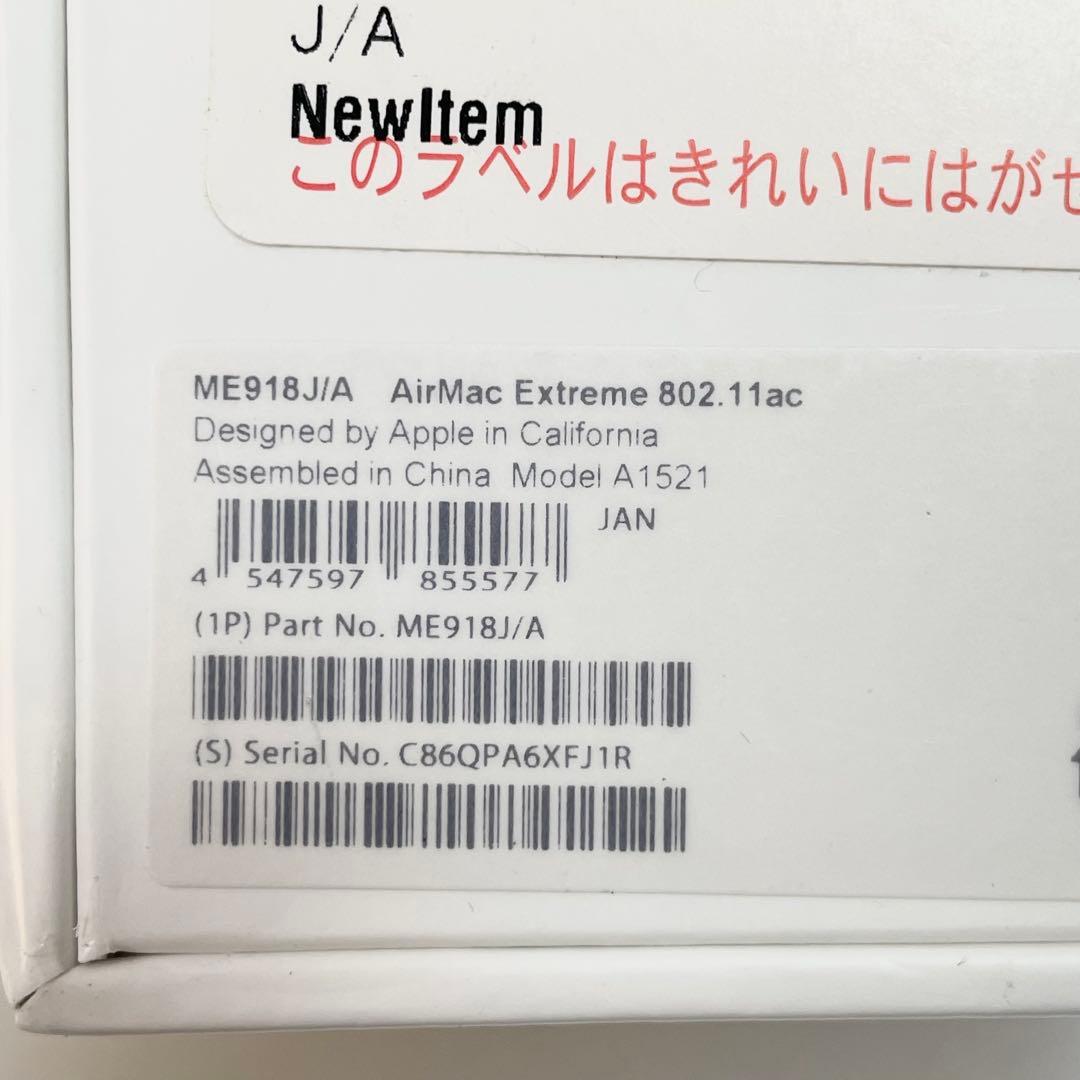 J/A
NewItem
このラベルはきれいにはがせ
ME918J/A AirMac Extreme 802.11ac
Designed by Apple in California
Assembled in China Model A1521
JAN
4 547597 855577
(1P) Part No. ME918J/A
(S) Serial No. C86QPA6XFJ1R